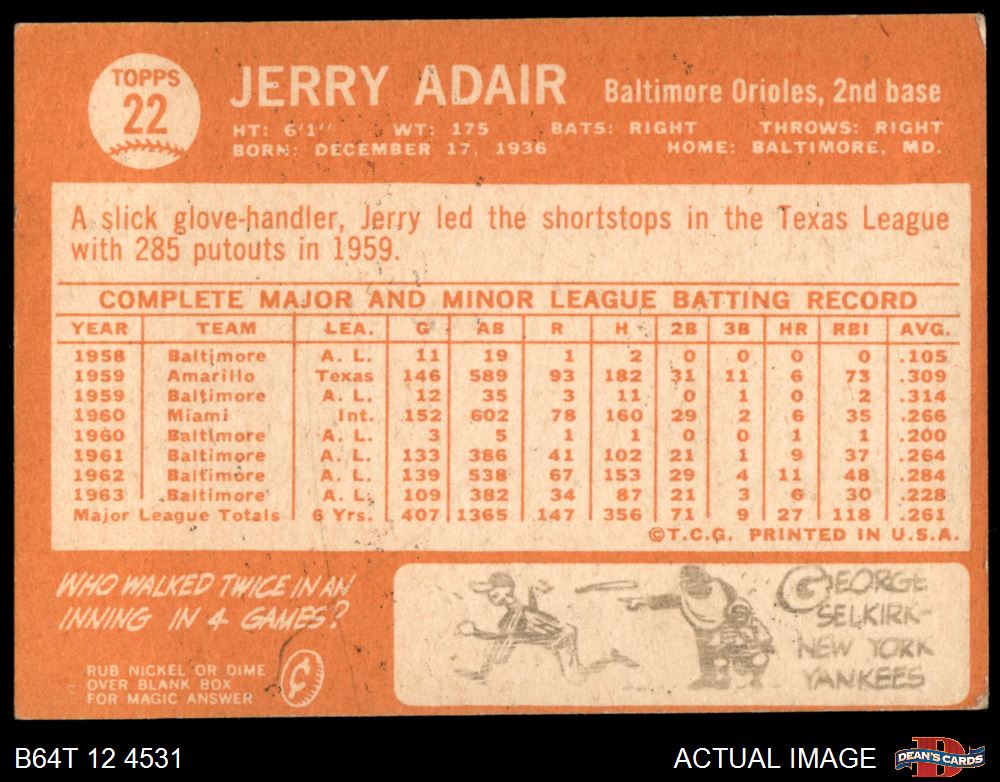 TOPPS
22
JERRY ADAIR Baltimore Orioles, 2nd base
HT: 6'1" WT: 175 BATS: RIGHT THROWS: RIGHT
BORN: DECEMBER 17, 1936 HOME: BALTIMORE, MD.
A slick glove-handler, Jerry led the shortstops in the Texas League
with 285 putouts in 1959.
COMPLETE MAJOR AND MINOR LEAGUE BATTING RECORD
YEAR TEAM LEA. G AB R H 2B 3B HR RBI AVG.
1958 Baltimore A. L. 11 19 1 2 0 0 0 0 .105
1959 Amarillo Texas 146 589 93 182 31 11 6 73 .309
1959 Baltimore A. L. 12 35 3 11 0 1 0 2 .314
1960 Miami Int. 152 602 78 160 29 2 6 35 .266
1960 Baltimore A. L. 3 5 1 1 0 0 1 1 .200
1961 Baltimore A. L. 133 386 41 102 21 1 9 37 .264
1962 Baltimore A. L. 139 538 67 153 29 4 11 48 .284
1963 Baltimore A. L. 109 382 34 87 21 3 6 30 .228
Major League Totals 6 Yrs. 407 1365 147 356 71 9 27 118 .261
©T.C.G. PRINTED IN U.S.A.
WHO WALKED TWICE IN AN
INNING IN 4 GAMES?
RUB NICKEL OR DIME
OVER BLANK BOX
FOR MAGIC ANSWER
GEORGE
SELKIRK-
NEW YORK
YANKEES
B64T 12 4531 ACTUAL IMAGE
DEAN'S CARDS